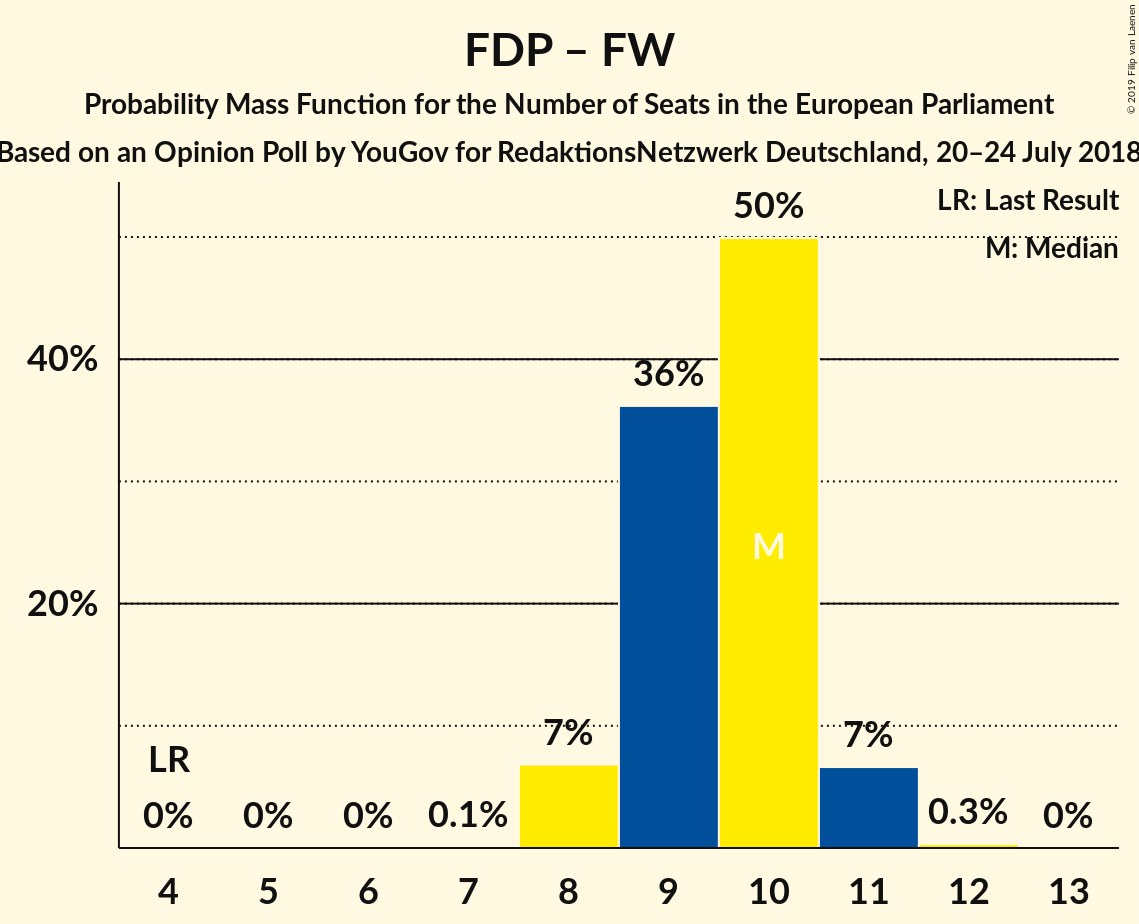 FDP – FW
Probability Mass Function for the Number of Seats in the European Parliament
Based on an Opinion Poll by YouGov for RedaktionsNetzwerk Deutschland, 20–24 July 2018
© 2019 Filip van Laenen
LR: Last Result
M: Median
50%
40%
36%
M
20%
7%
7%
LR
0%
0%
0%
0.1%
0.3%
0%
4
5
6
7
8
9
10
11
12
13